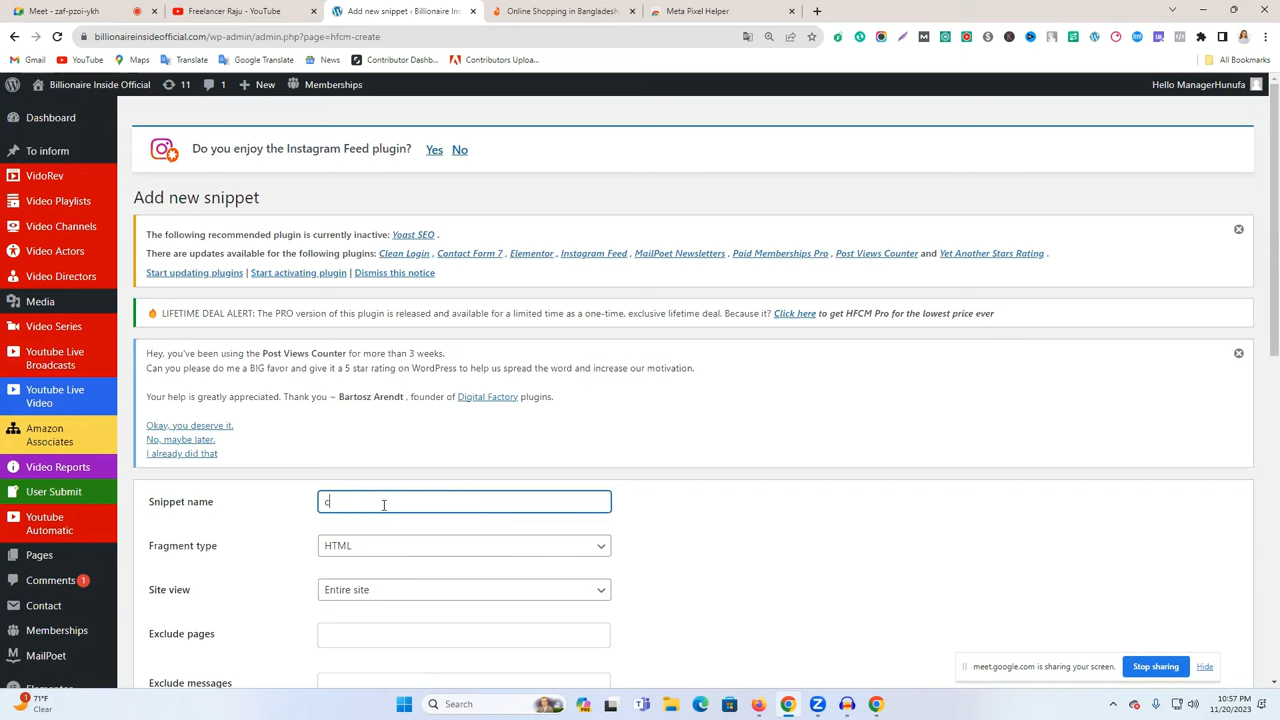 Meet - zaf-pzoi-ykh
Freelancer Raju - YouTube
Add new snippet ‹ Billionaire Ins
Online Shopping in Bangladesh
Meta Pixel Helper
billionaireinsideofficial.com/wp-admin/admin.php?page=hfcm-create
Gmail
YouTube
Maps
Translate
Google Translate
News
Contributor Dashb...
Contributors Uploa...
All Bookmarks
Billionaire Inside Official
11
1
New
Memberships
Hello ManagerHunufa
Dashboard
To inform
VidoRev
Video Playlists
Video Channels
Video Actors
Video Directors
Media
Video Series
Youtube Live
Broadcasts
Youtube Live
Video
Amazon
Associates
Video Reports
User Submit
Youtube
Automatic
Pages
Comments 1
Contact
Memberships
MailPoet
Do you enjoy the Instagram Feed plugin? Yes No
Add new snippet
The following recommended plugin is currently inactive: Yoast SEO .
There are updates available for the following plugins: Clean Login , Contact Form 7 , Elementor , Instagram Feed , MailPoet Newsletters , Paid Memberships Pro , Post Views Counter and Yet Another Stars Rating .
Start updating plugins | Start activating plugin | Dismiss this notice
LIFETIME DEAL ALERT: The PRO version of this plugin is released and available for a limited time as a one-time, exclusive lifetime deal. Because it? Click here to get HFCM Pro for the lowest price ever
Hey, you've been using the Post Views Counter for more than 3 weeks.
Can you please do me a BIG favor and give it a 5 star rating on WordPress to help us spread the word and increase our motivation.
Your help is greatly appreciated. Thank you ~ Bartosz Arendt , founder of Digital Factory plugins.
Okay, you deserve it.
No, maybe later.
I already did that
Snippet name
c
Fragment type
HTML
Site view
Entire site
Exclude pages
Exclude messages
meet.google.com is sharing your screen.
Stop sharing
Hide
1
71°F
Clear
Search
10:57 PM
11/20/2023